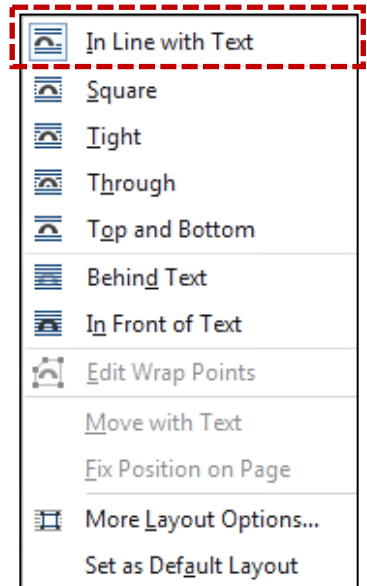 In Line with Text
Square
Tight
Through
Top and Bottom
Behind Text
In Front of Text
Edit Wrap Points
Move with Text
Fix Position on Page
More Layout Options...
Set as Default Layout